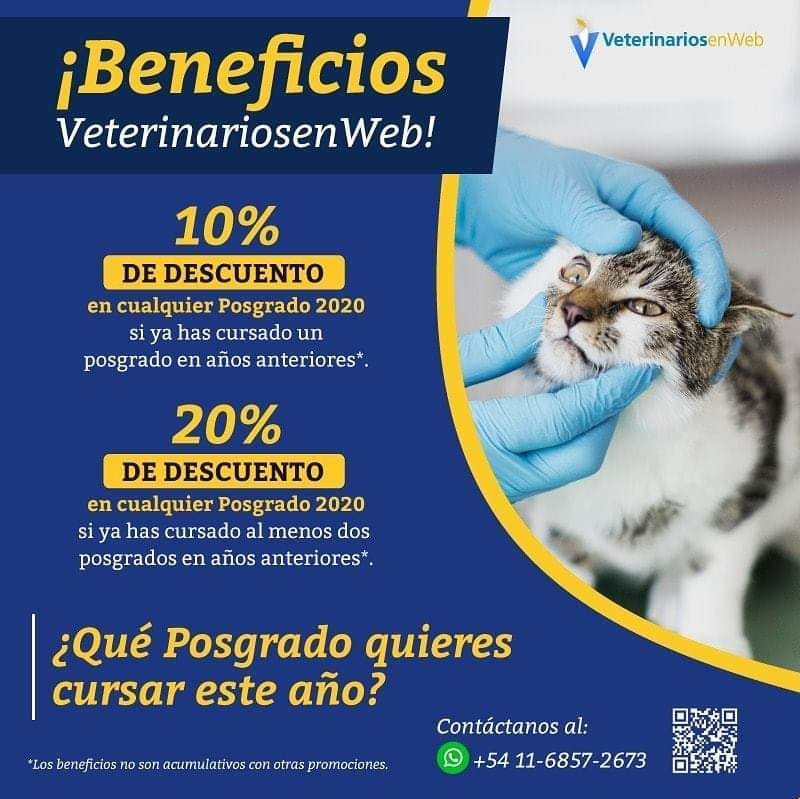 ¡Beneficios
VeterinariosenWeb!
VeterinariosenWeb
10%
DE DESCUENTO
en cualquier Posgrado 2020
si ya has cursado un
posgrado en años anteriores*.
20%
DE DESCUENTO
en cualquier Posgrado 2020
si ya has cursado al menos dos
posgrados en años anteriores*.
¿Qué Posgrado quieres
cursar este año?
Contáctanos al:
+54 11-6857-2673
*Los beneficios no son acumulativos con otras promociones.